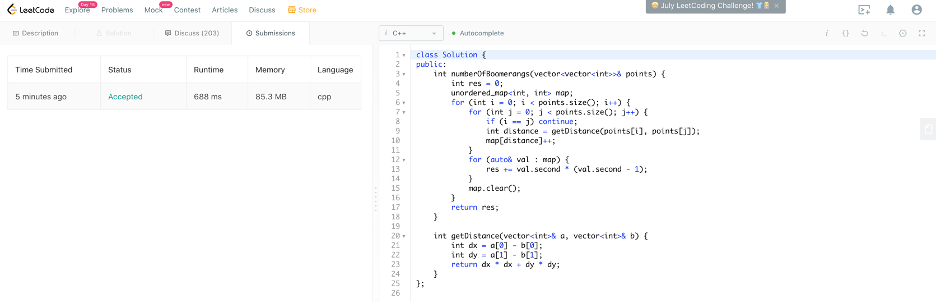 LeetCode
Explore
Day 16
Problems
Mock
new
Contest
Articles
Discuss
Store
July LeetCoding Challenge!
Description
Solution
Discuss (203)
Submissions
C++
Autocomplete
Time Submitted Status Runtime Memory Language
5 minutes ago Accepted 688 ms 85.3 MB cpp
1 class Solution {
2 public:
3 int numberOfBoomerangs(vector<vector<int>>& points) {
4 int res = 0;
5 unordered_map<int, int> map;
6 for (int i = 0; i < points.size(); i++) {
7 for (int j = 0; j < points.size(); j++) {
8 if (i == j) continue;
9 int distance = getDistance(points[i], points[j]);
10 map[distance]++;
11 }
12 for (auto& val : map) {
13 res += val.second * (val.second - 1);
14 }
15 map.clear();
16 }
17 return res;
18 }
19
20 int getDistance(vector<int>& a, vector<int>& b) {
21 int dx = a[0] - b[0];
22 int dy = a[1] - b[1];
23 return dx * dx + dy * dy;
24 }
25 };
26